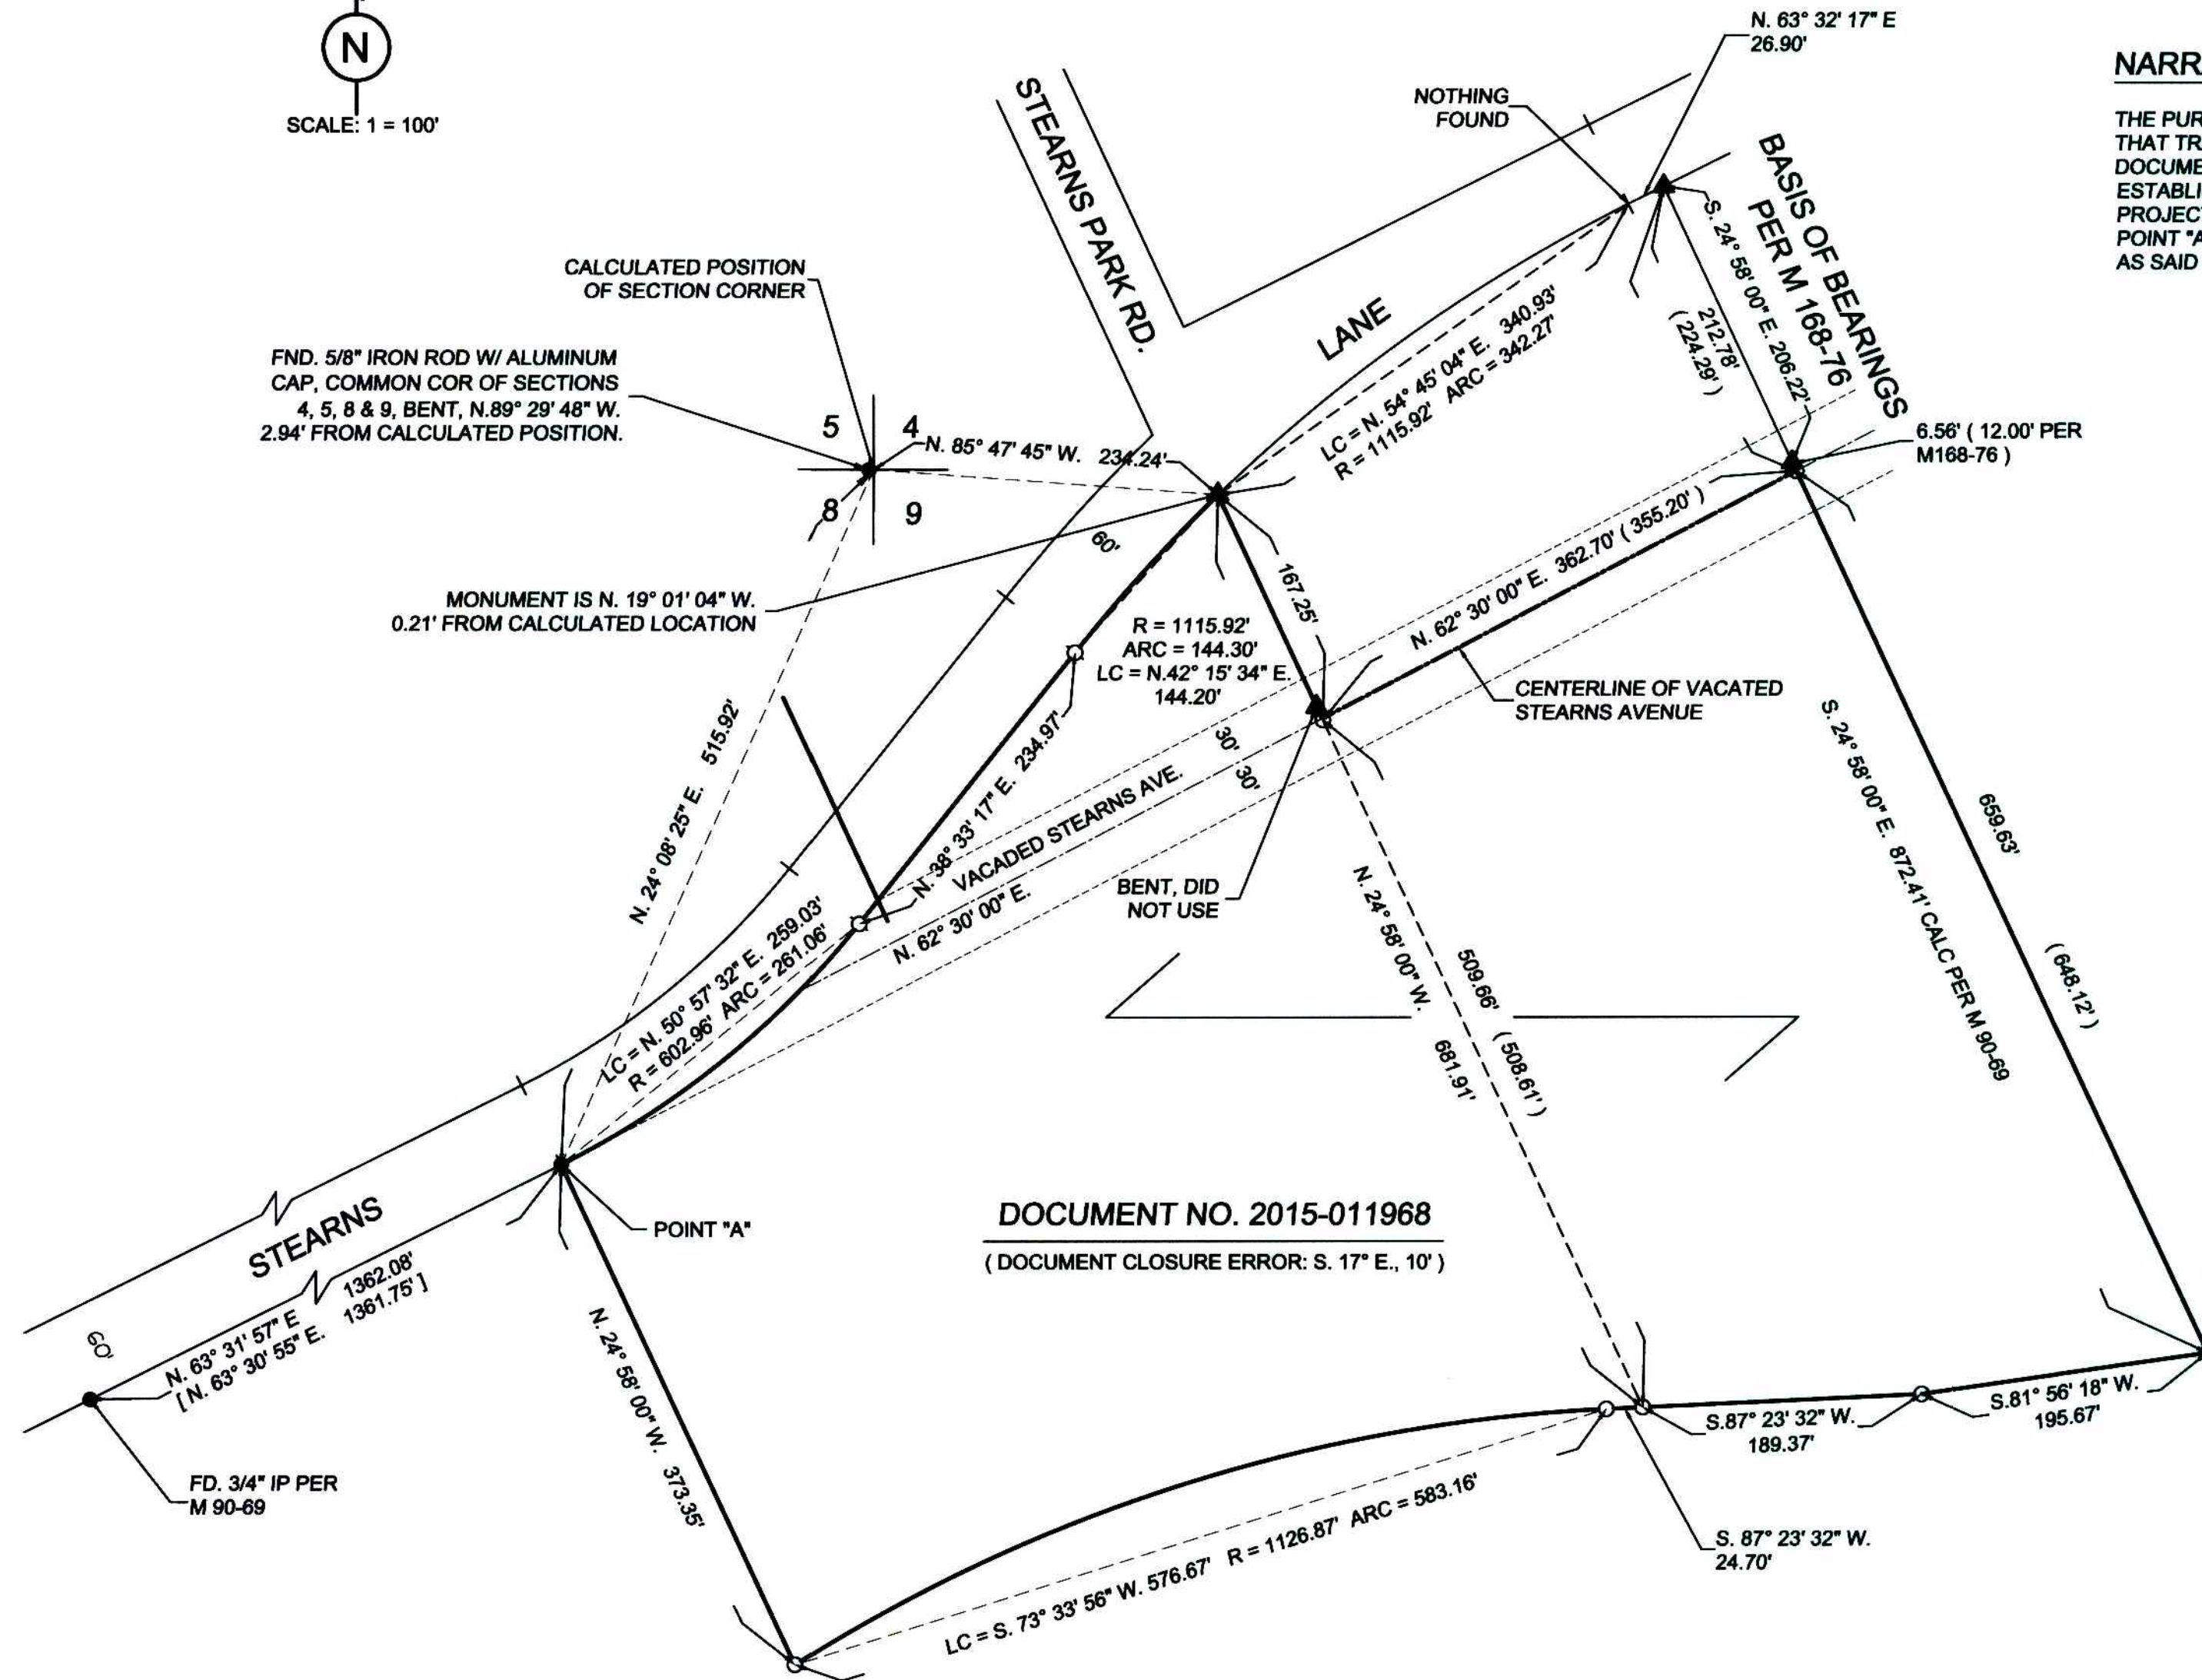 N
SCALE: 1 = 100'
N. 63° 32' 17" E
26.90'
NARR
THE PUR
THAT TR
DOCUME
ESTABLI
PROJECT
POINT "A
AS SAID
NOTHING
FOUND
STEARNS PARK RD.
BASIS OF BEARINGS
PER M 168-76
S. 24° 58' 00" E. 206.22'
212.78'
( 224.29' )
CALCULATED POSITION
OF SECTION CORNER
LANE
LC = N. 54° 45' 04" E. 340.93'
R = 1115.92' ARC = 342.27'
FND. 5/8" IRON ROD W/ ALUMINUM
CAP, COMMON COR OF SECTIONS
4, 5, 8 & 9, BENT, N.89° 29' 48" W.
2.94' FROM CALCULATED POSITION.
5 4
8 9
N. 85° 47' 45" W. 234.24'
6.56' ( 12.00' PER
M168-76 )
60'
N. 62° 30' 00" E. 362.70' ( 355.20' )
MONUMENT IS N. 19° 01' 04" W.
0.21' FROM CALCULATED LOCATION
167.25'
R = 1115.92'
ARC = 144.30'
LC = N.42° 15' 34" E.
144.20'
CENTERLINE OF VACATED
STEARNS AVENUE
N. 24° 08' 25" E. 515.92'
N. 38° 33' 17" E. 234.97'
30'
30'
VACADED STEARNS AVE.
N. 62° 30' 00" E.
BENT, DID
NOT USE
S. 24° 58' 00" E. 872.41' CALC PER M 90-69
659.63'
( 648.12' )
N. 24° 58' 00" W. 681.91'
509.66' ( 508.61' )
LC = N. 50° 57' 32" E. 259.03'
R = 602.96' ARC = 261.06'
STEARNS
POINT "A"
DOCUMENT NO. 2015-011968
( DOCUMENT CLOSURE ERROR: S. 17° E., 10' )
60'
N. 63° 31' 57" E 1362.08'
[ N. 63° 30' 55" E. 1361.75' ]
N. 24° 58' 00" W. 373.35'
FD. 3/4" IP PER
M 90-69
S.87° 23' 32" W.
189.37'
S.81° 56' 18" W.
195.67'
S. 87° 23' 32" W.
24.70'
LC = S. 73° 33' 56" W. 576.67' R = 1126.87' ARC = 583.16'